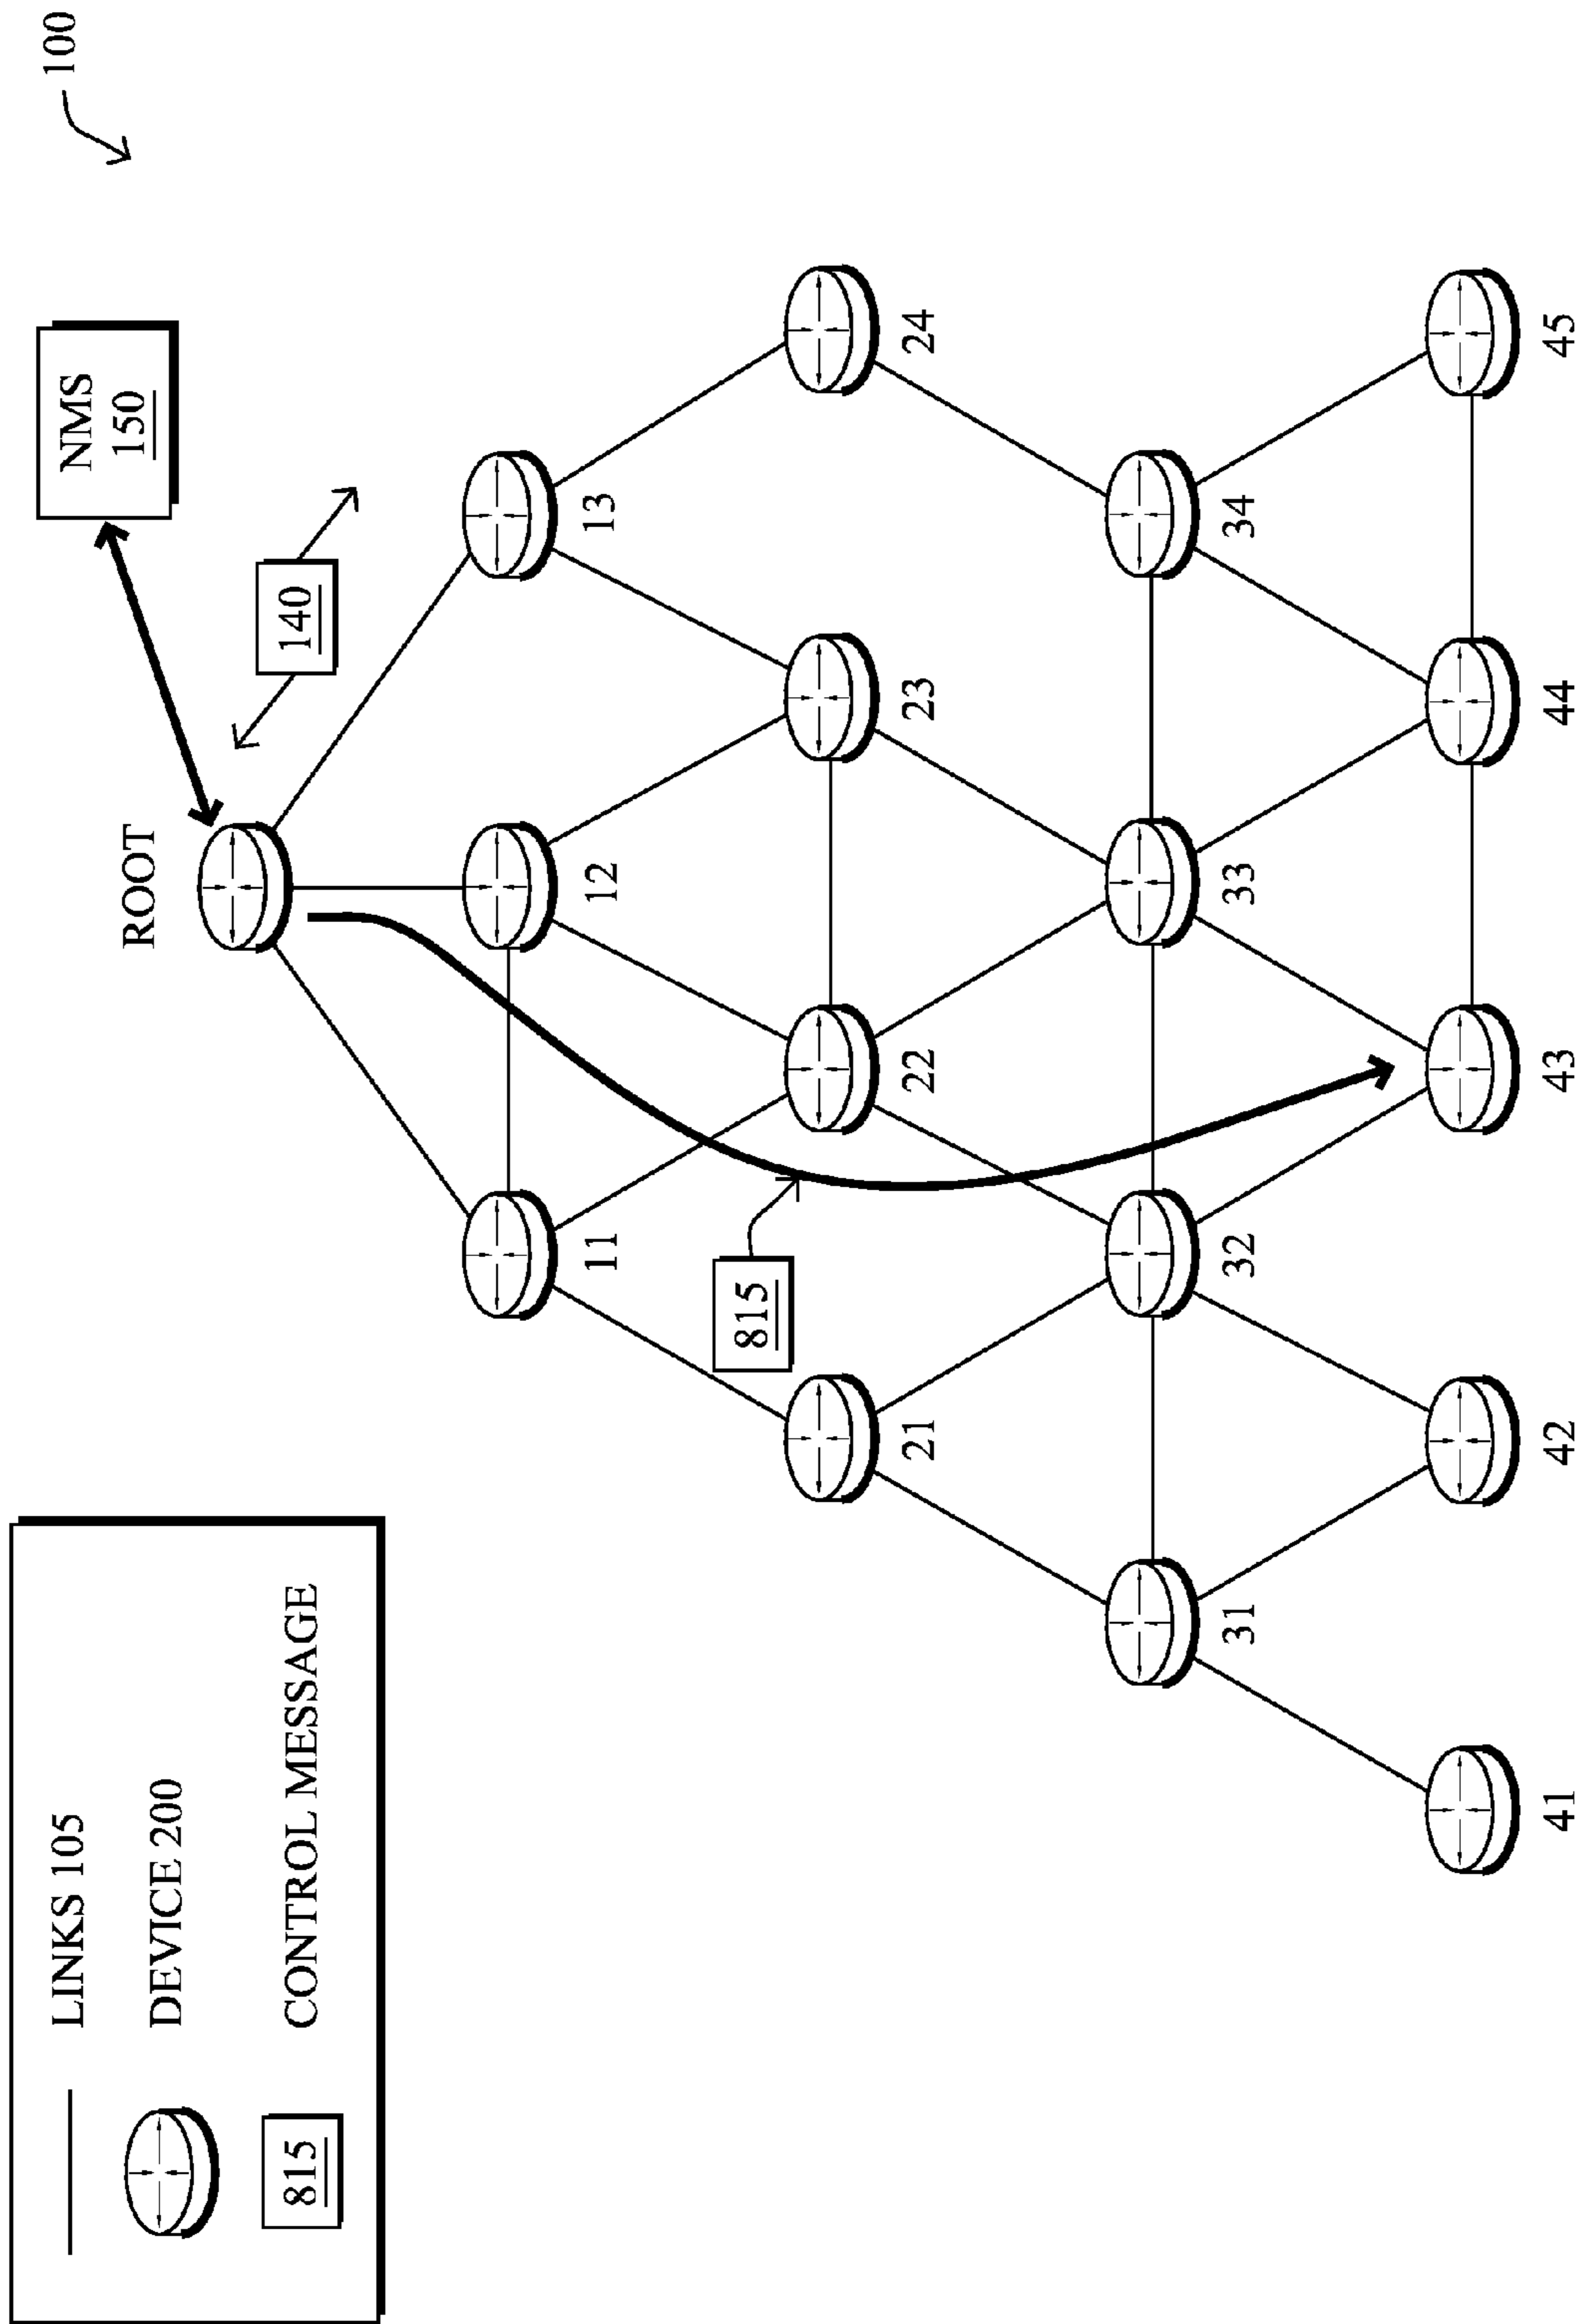 LINKS 105
DEVICE 200
815 CONTROL MESSAGE
100
NMS
150
140
ROOT
11 12 13
815
21 22 23 24
31 32 33 34
41 42 43 44 45